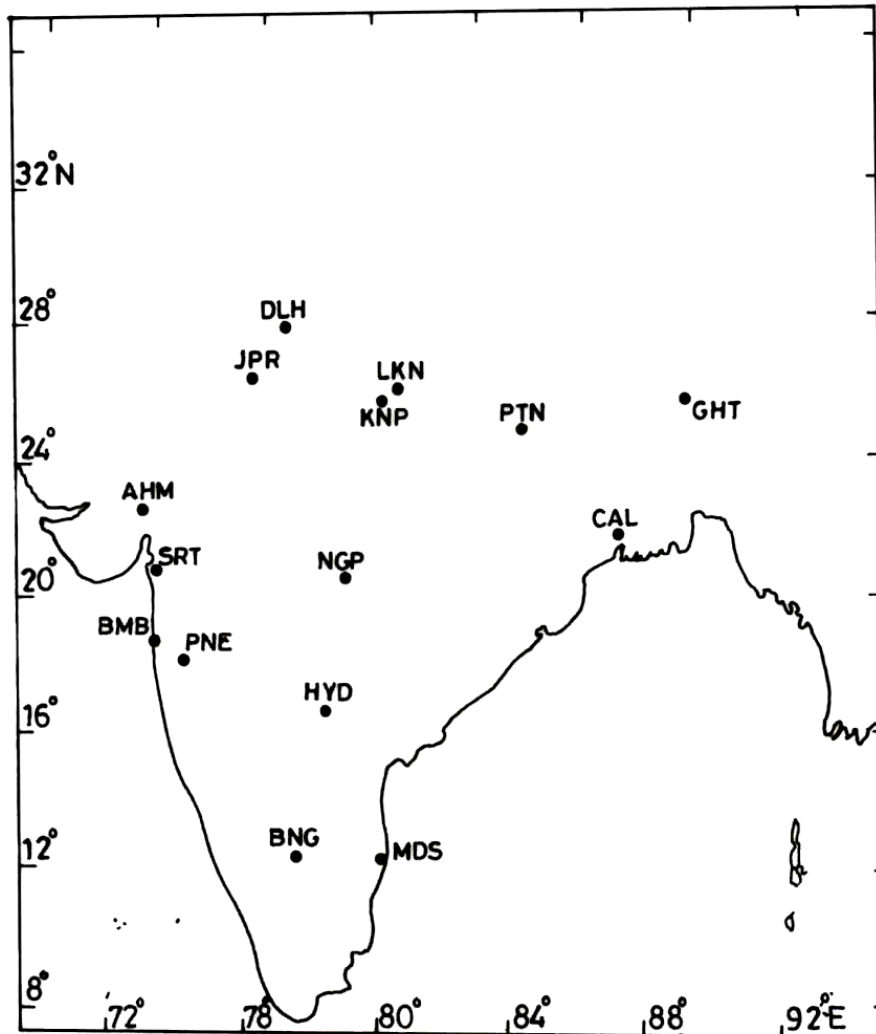 32°N
DLH
JPR
LKN
KNP
PTN
GHT
24°
28°
AHM
CAL
SRT
NGP
20°
BMB
PNE
HYD
16°
BNG
MDS
12°
8°
72°
78°
80°
84°
88°
92°E